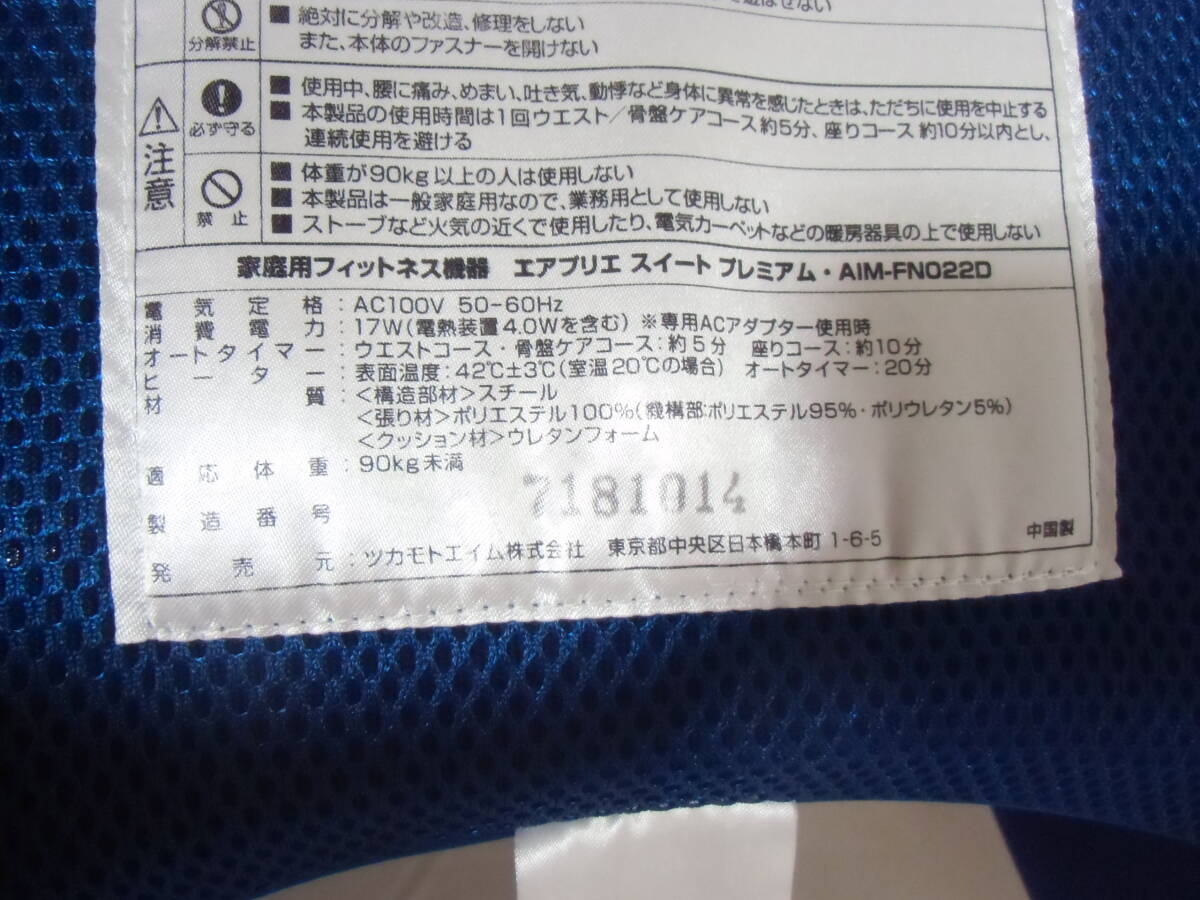 分解禁止
■ 絶対に分解や改造、修理をしない
また、本体のファスナーを開けない
注意
必ず守る
■ 使用中、腰に痛み、めまい、吐き気、動悸など身体に異常を感じたときは、ただちに使用を中止する
■ 本製品の使用時間は1回ウエスト/骨盤ケアコース約5分、座りコース約10分以内とし、
連続使用を避ける
禁止
■ 体重が90kg以上の人は使用しない
■ 本製品は一般家庭用なので、業務用として使用しない
■ ストーブなど火気の近くで使用したり、電気カーペットなどの暖房器具の上で使用しない
家庭用フィットネス機器 エアブリエ スイート プレミアム・AIM-FN022D
電気定格:AC100V 50-60Hz
消費電力:17W(電熱装置4.0Wを含む) ※専用ACアダプター使用時
オートタイマー:ウエストコース・骨盤ケアコース:約5分 座りコース:約10分
ヒーター:表面温度:42℃±3℃(室温20℃の場合) オートタイマー:20分
材質:<構造部材>スチール
<張り材>ポリエステル100%(機構部:ポリエステル95%・ポリウレタン5%)
<クッション材>ウレタンフォーム
適応体重:90kg未満
製造番号 7181014
発売元:ツカモトエイム株式会社 東京都中央区日本橋本町1-6-5 中国製